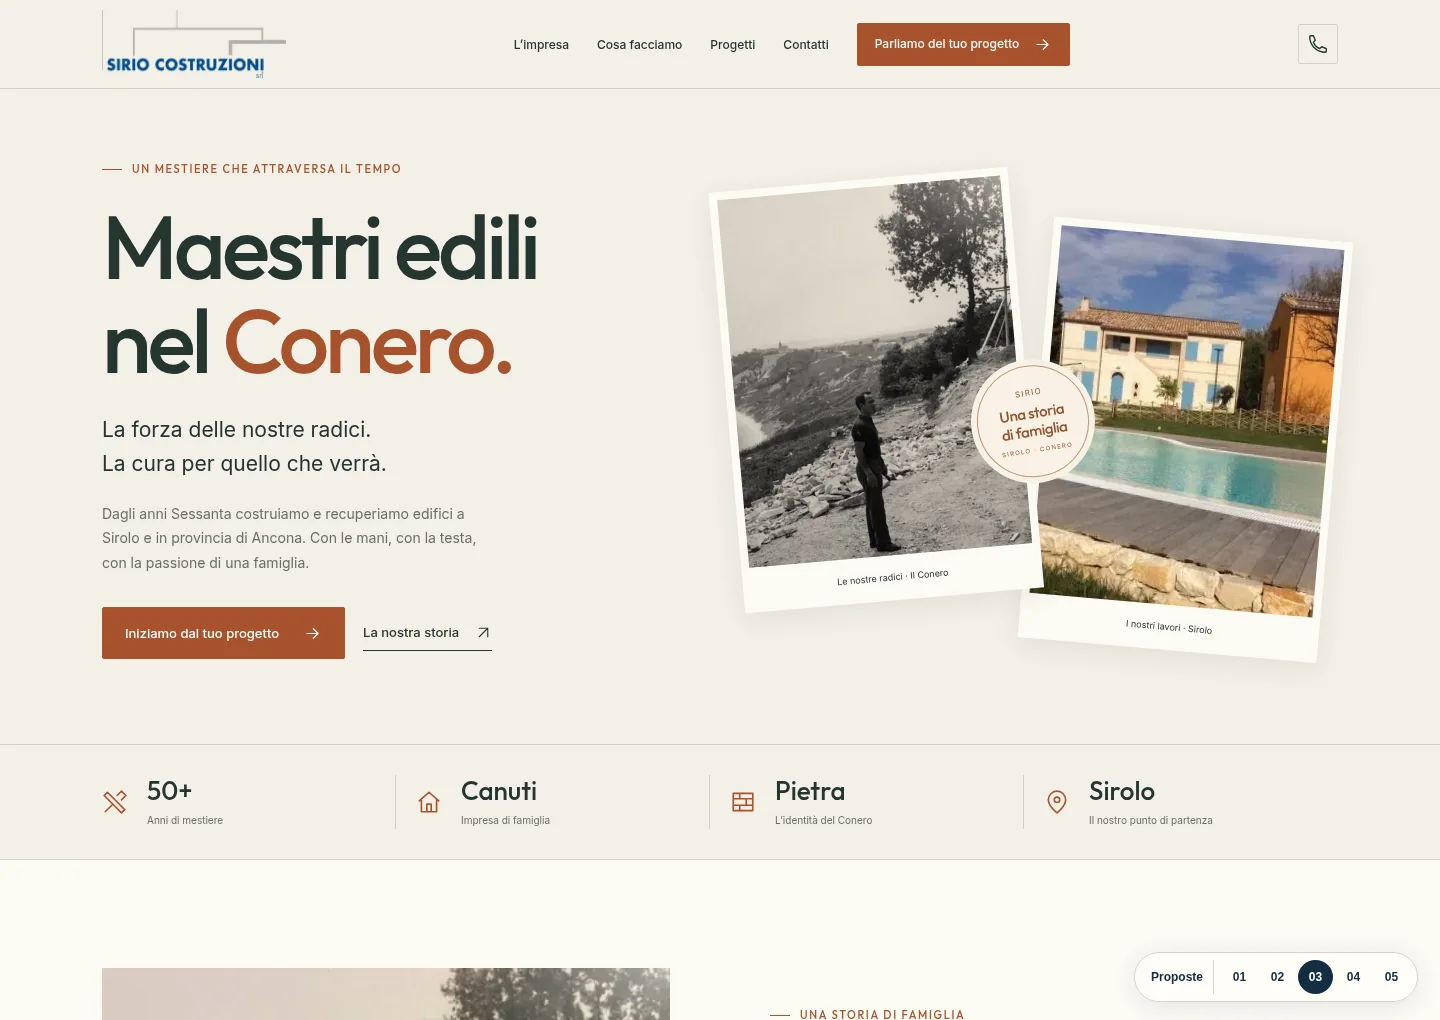 SIRIO COSTRUZIONI
srl
L'impresa
Cosa facciamo
Progetti
Contatti
Parliamo del tuo progetto
UN MESTIERE CHE ATTRAVERSA IL TEMPO
Maestri edili
nel Conero.
La forza delle nostre radici.
La cura per quello che verrà.
Dagli anni Sessanta costruiamo e recuperiamo edifici a
Sirolo e in provincia di Ancona. Con le mani, con la testa,
con la passione di una famiglia.
Iniziamo dal tuo progetto
La nostra storia
Le nostre radici · Il Conero
SIRIO
Una storia
di famiglia
SIROLO · CONERO
I nostri lavori · Sirolo
50+
Anni di mestiere
Canuti
Impresa di famiglia
Pietra
L'identità del Conero
Sirolo
Il nostro punto di partenza
UNA STORIA DI FAMIGLIA
Proposte
01
02
03
04
05